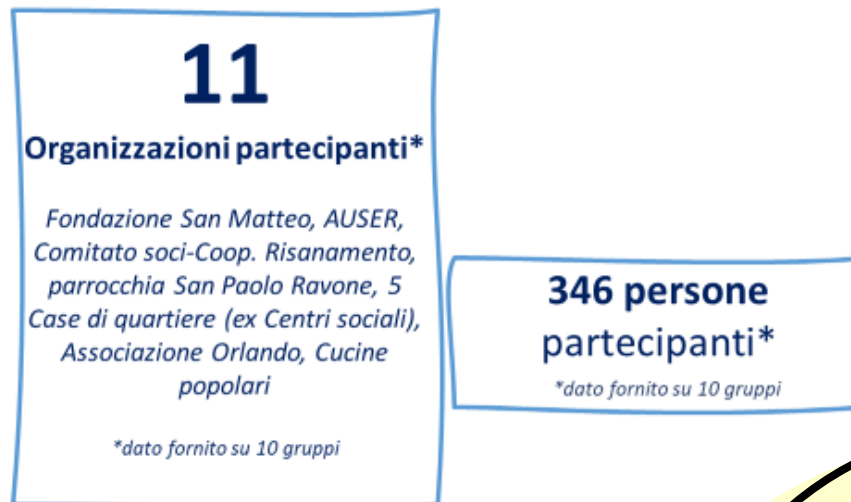 11
Organizzazioni partecipanti*
Fondazione San Matteo, AUSER,
Comitato soci-Coop. Risanamento,
parrocchia San Paolo Ravone, 5
Case di quartiere (ex Centri sociali),
Associazione Orlando, Cucine
popolari
*dato fornito su 10 gruppi
346 persone
partecipanti*
*dato fornito su 10 gruppi